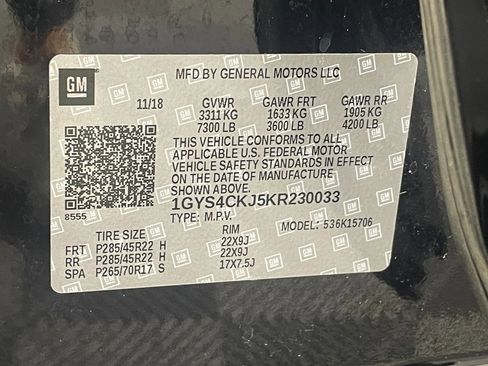 GM
MFD BY GENERAL MOTORS LLC
11/18 GVWR GAWR FRT GAWR RR
3311 KG 1633 KG 1905 KG
7300 LB 3600 LB 4200 LB
THIS VEHICLE CONFORMS TO ALL
APPLICABLE U.S. FEDERAL MOTOR
VEHICLE SAFETY STANDARDS IN
EFFECT ON THE DATE OF MANUFACTURE
SHOWN ABOVE.
8555 1GYS4CKJ5KR230033
TYPE: M.P.V. MODEL: 536K15706
TIRE SIZE RIM
FRT P285/45R22 H 22X9J
RR P285/45R22 H 22X9J
SPA P265/70R17 S 17X7.5J